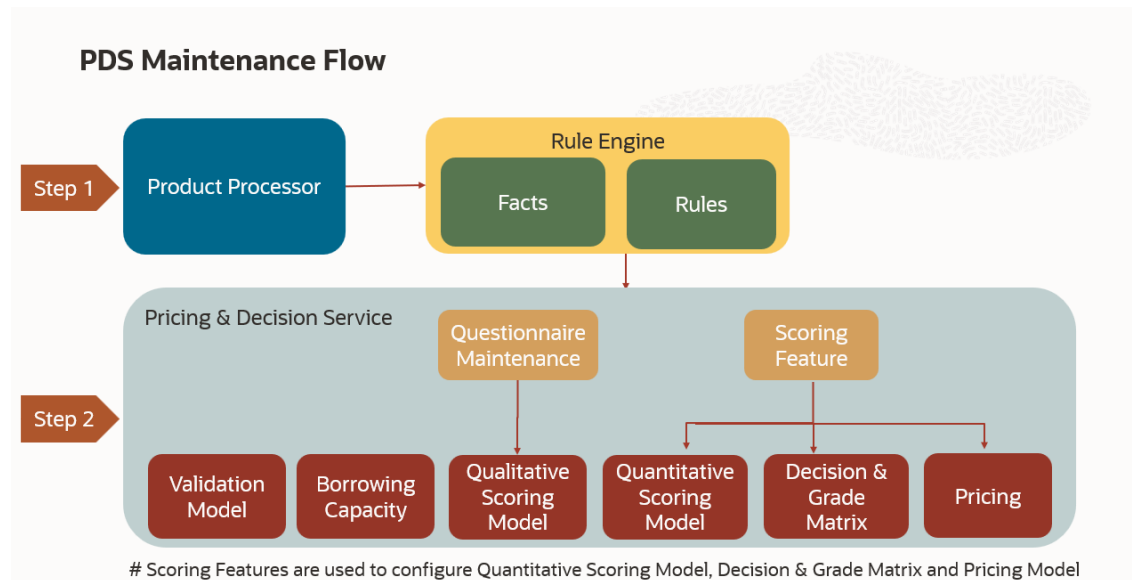 PDS Maintenance Flow
Step 1
Product Processor
Rule Engine
Facts
Rules
Pricing & Decision Service
Questionnaire
Maintenance
Scoring
Feature
Step 2
Validation
Model
Borrowing
Capacity
Qualitative
Scoring
Model
Quantitative
Scoring
Model
Decision &
Grade
Matrix
Pricing
# Scoring Features are used to configure Quantitative Scoring Model, Decision & Grade Matrix and Pricing Model